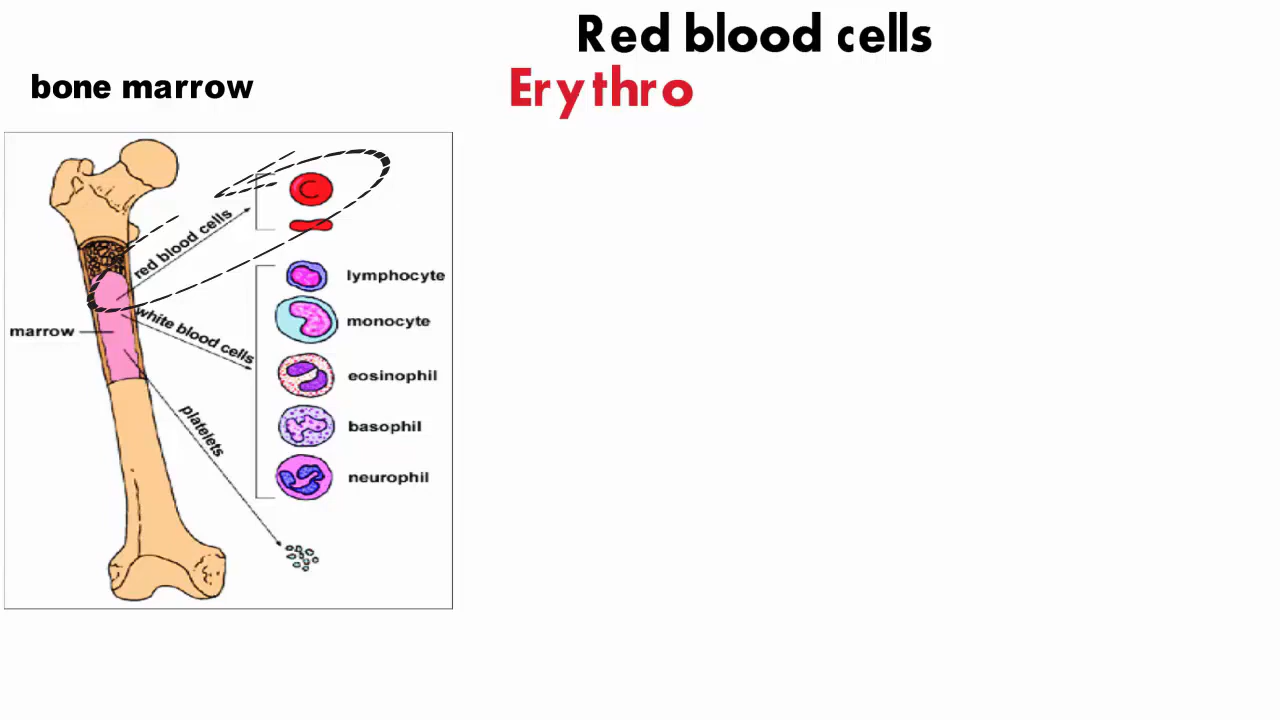 Red blood cells
bone marrow
Erythro
red blood cells
lymphocyte
white blood cells
monocyte
marrow
eosinophil
platelets
basophil
neurophil